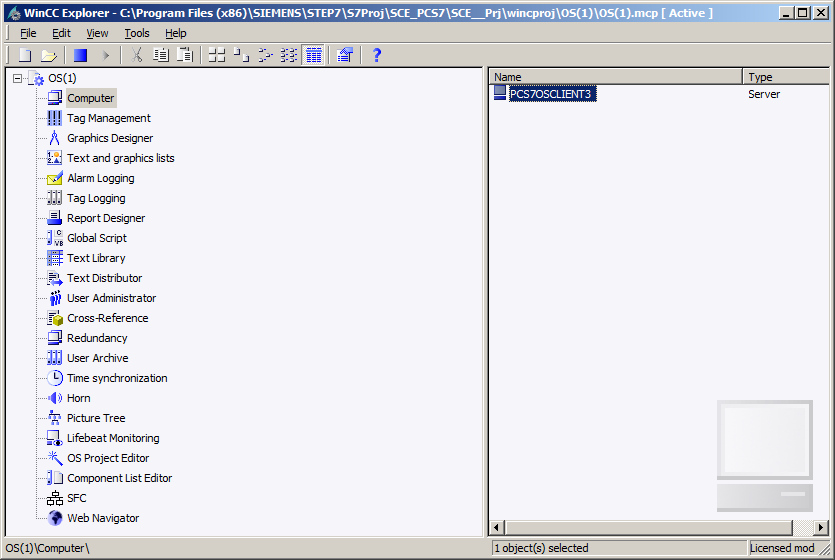 WinCC Explorer - C:\Program Files (x86)\SIEMENS\STEP7\S7Proj\SCE_PCS7\SCE__Prj\wincproj\OS(1)\OS(1).mcp [ Active ]
File Edit View Tools Help
OS(1)
Computer
Tag Management
Graphics Designer
Text and graphics lists
Alarm Logging
Tag Logging
Report Designer
Global Script
Text Library
Text Distributor
User Administrator
Cross-Reference
Redundancy
User Archive
Time synchronization
Horn
Picture Tree
Lifebeat Monitoring
OS Project Editor
Component List Editor
SFC
Web Navigator
Name Type
PCS7OSCLIENT3 Server
OS(1)\Computer\ 1 object(s) selected Licensed mod